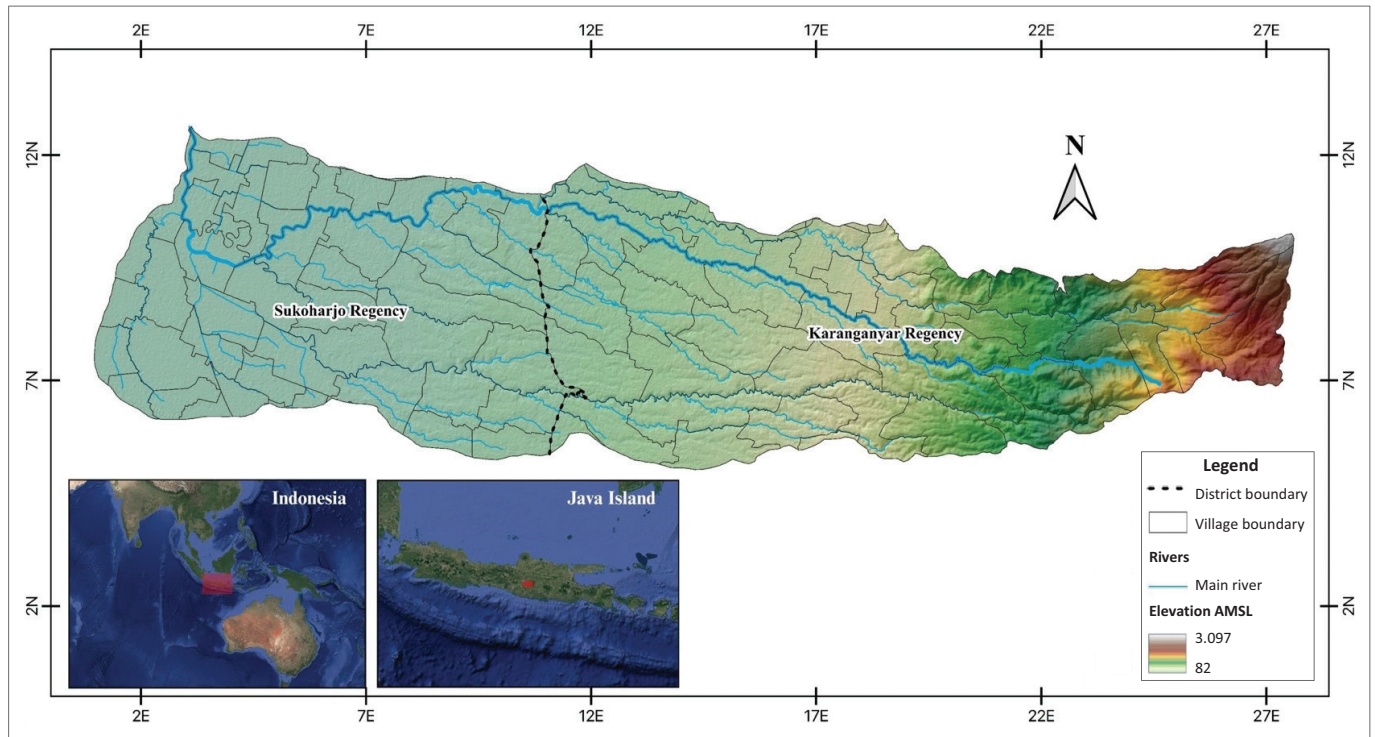 2E 7E 12E 17E 22E 27E
12N 12N
N
Sukoharjo Regency
Karanganyar Regency
7N 7N
Indonesia
Java Island
Legend
District boundary
Village boundary
Rivers
Main river
Elevation AMSL
3.097
82
2N 2N
2E 7E 12E 17E 22E 27E